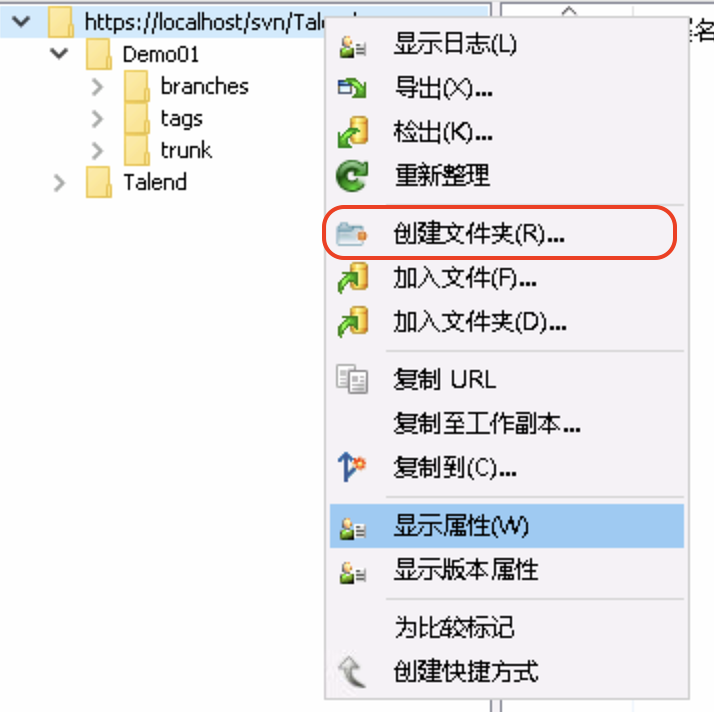 https://localhost/svn/Talend
Demo01
branches
tags
trunk
Talend
显示日志(L)
导出(X)...
检出(K)...
重新整理
创建文件夹(R)...
加入文件(F)...
加入文件夹(D)...
复制 URL
复制至工作副本...
复制到(C)...
显示属性(W)
显示版本属性
为比较标记
创建快捷方式
名